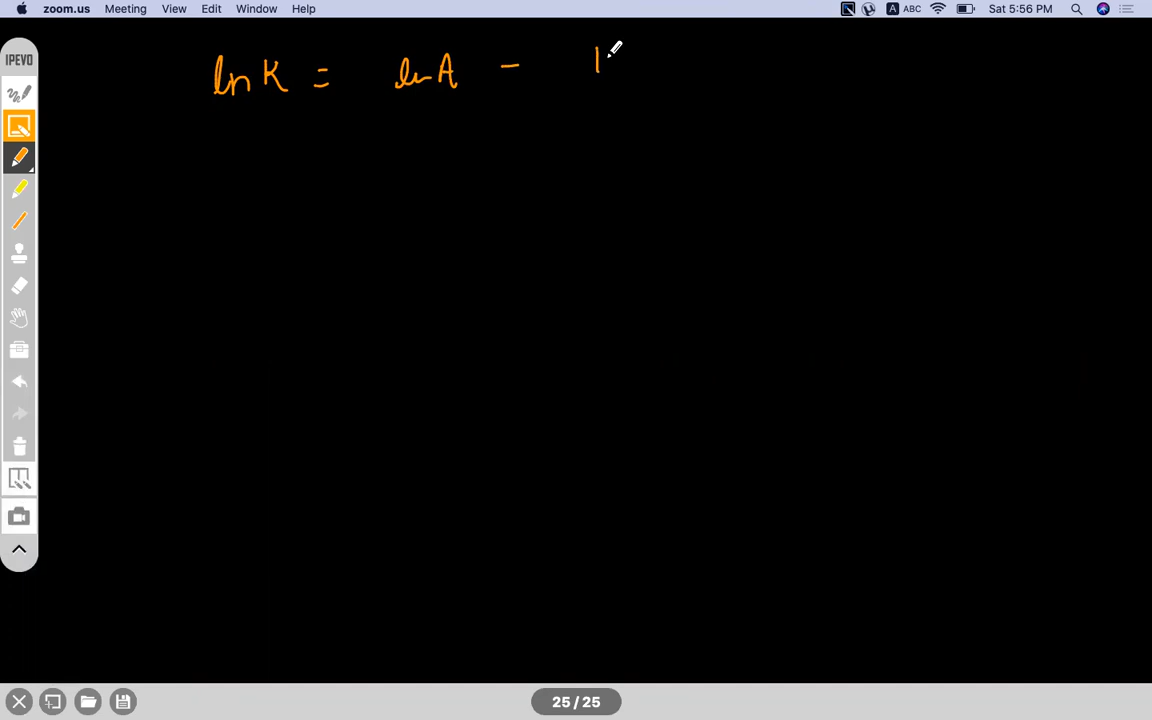 zoom.us Meeting View Edit Window Help A ABC Sat 5:56 PM
IPEVO
ln K = ln A -
25 / 25